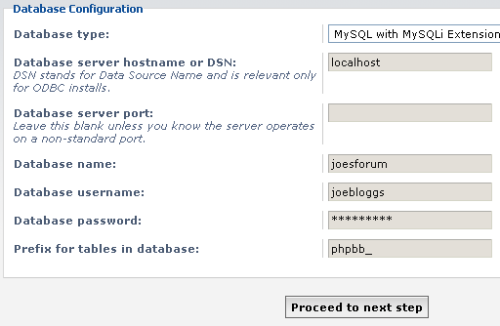 Database Configuration
Database type: MySQL with MySQLi Extension
Database server hostname or DSN: localhost
DSN stands for Data Source Name and is relevant only
for ODBC installs.
Database server port:
Leave this blank unless you know the server operates
on a non-standard port.
Database name: joesforum
Database username: joebloggs
Database password: *********
Prefix for tables in database: phpbb_
Proceed to next step